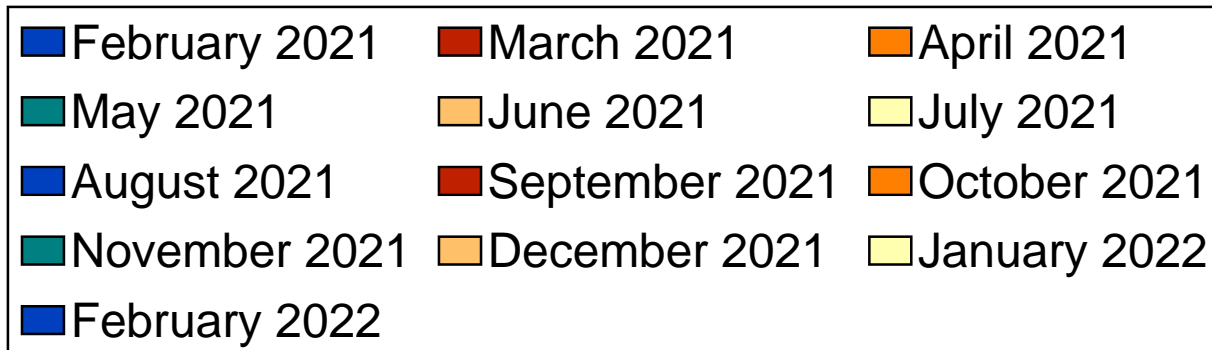 February 2021 March 2021 April 2021
May 2021 June 2021 July 2021
August 2021 September 2021 October 2021
November 2021 December 2021 January 2022
February 2022